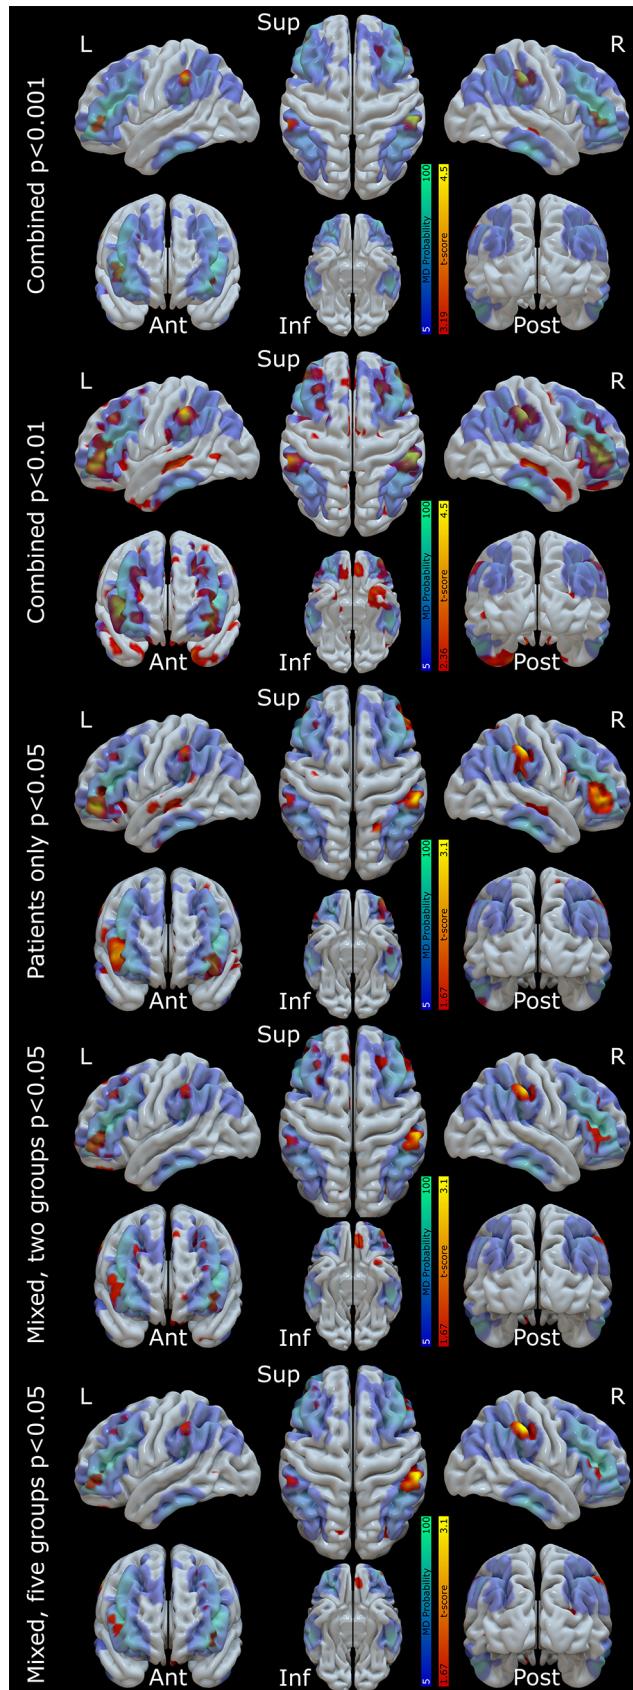 Combined p<0.001
L
Sup
R
Ant
Inf
Post
5
MD Probability
100
3.19
t-score
4.5
Combined p<0.01
L
Sup
R
Ant
Inf
Post
5
MD Probability
100
2.36
t-score
4.5
Patients only p<0.05
L
Sup
R
Ant
Inf
Post
5
MD Probability
100
1.67
t-score
3.1
Mixed, two groups p<0.05
L
Sup
R
Ant
Inf
Post
5
MD Probability
100
1.67
t-score
3.1
Mixed, five groups p<0.05
L
Sup
R
Ant
Inf
Post
5
MD Probability
100
1.67
t-score
3.1